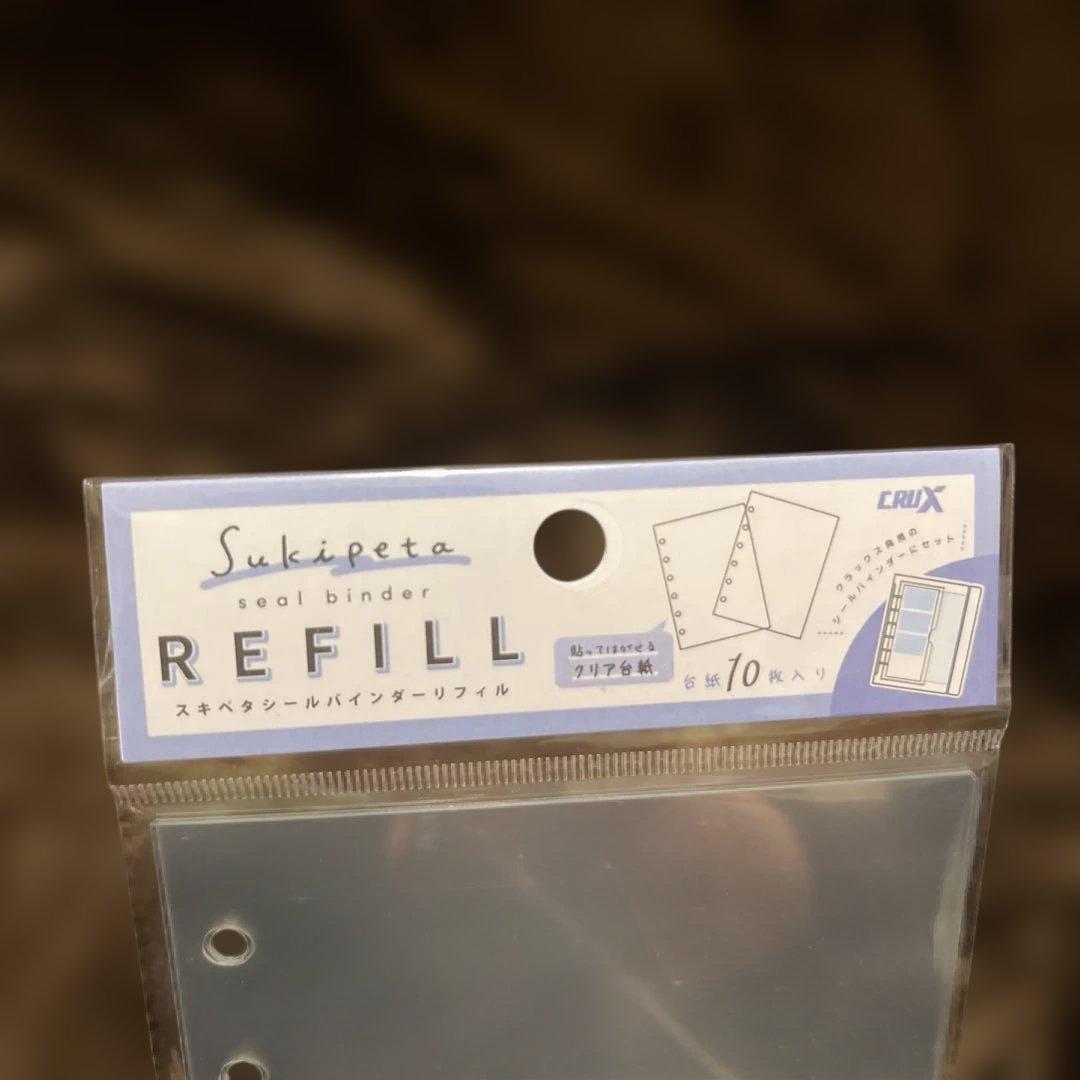 Sukipeta
seal binder
REFILL
スキペタシールバインダーリフィル
貼ってはがせる
クリア台紙
台紙10枚入り
CRUX
クラックス発売の
シールバインダーにセット